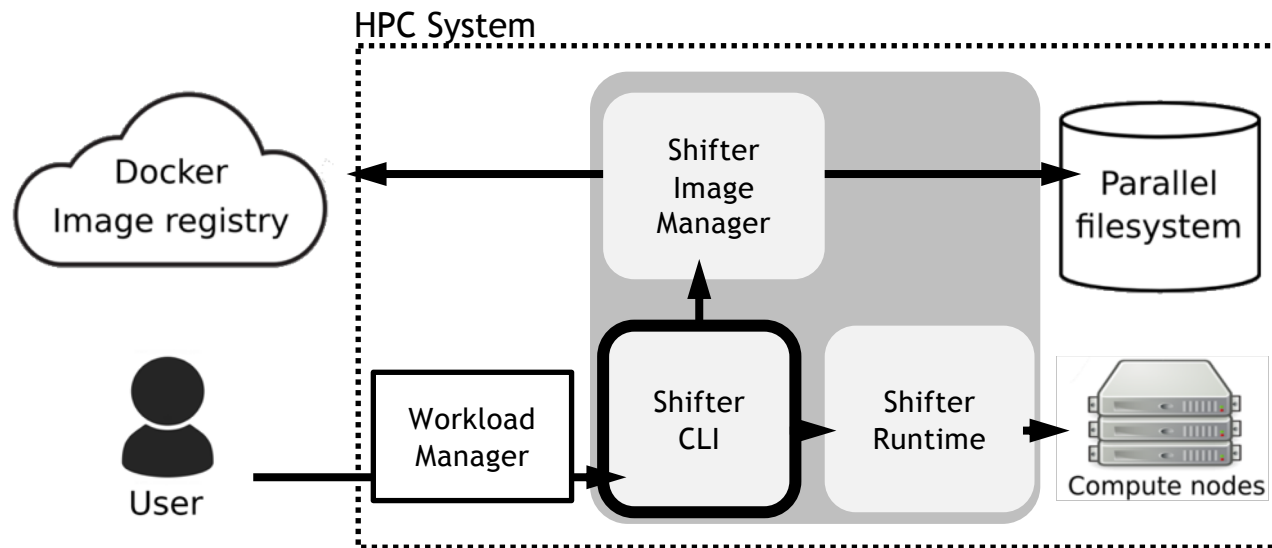 HPC System
Docker
Image registry
Shifter
Image
Manager
Parallel
filesystem
User
Workload
Manager
Shifter
CLI
Shifter
Runtime
Compute nodes